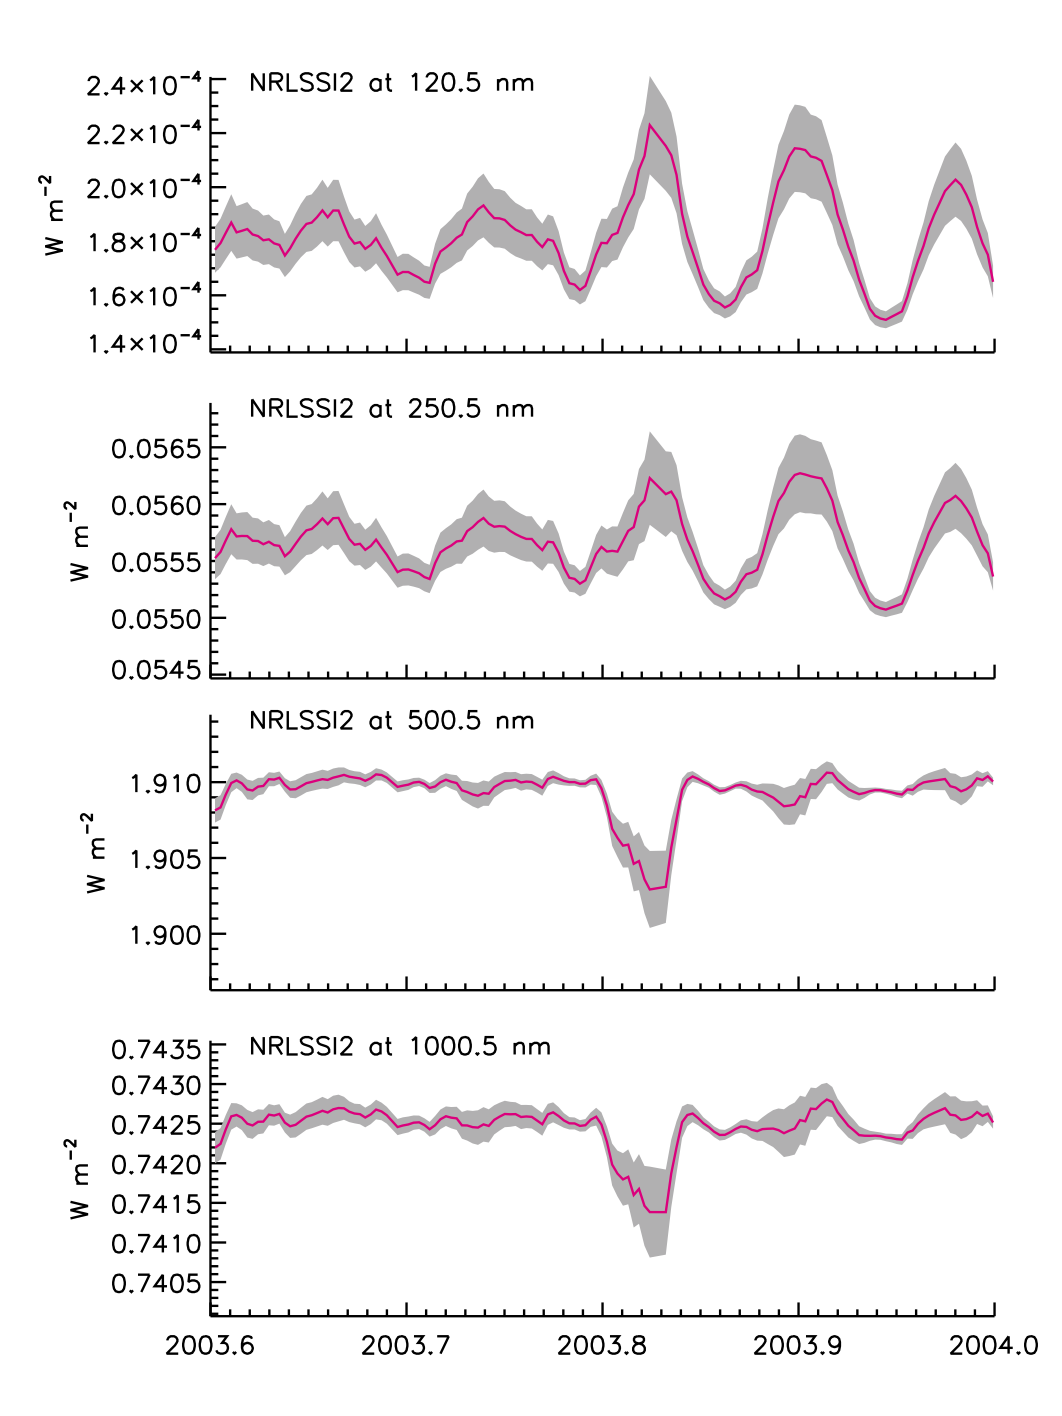 NRLSSI2 at 120.5 nm
2.4×10⁻⁴
2.2×10⁻⁴
2.0×10⁻⁴
1.8×10⁻⁴
1.6×10⁻⁴
1.4×10⁻⁴
W m⁻²
NRLSSI2 at 250.5 nm
0.0565
0.0560
0.0555
0.0550
0.0545
W m⁻²
NRLSSI2 at 500.5 nm
1.910
1.905
1.900
W m⁻²
NRLSSI2 at 1000.5 nm
0.7435
0.7430
0.7425
0.7420
0.7415
0.7410
0.7405
W m⁻²
2003.6 2003.7 2003.8 2003.9 2004.0